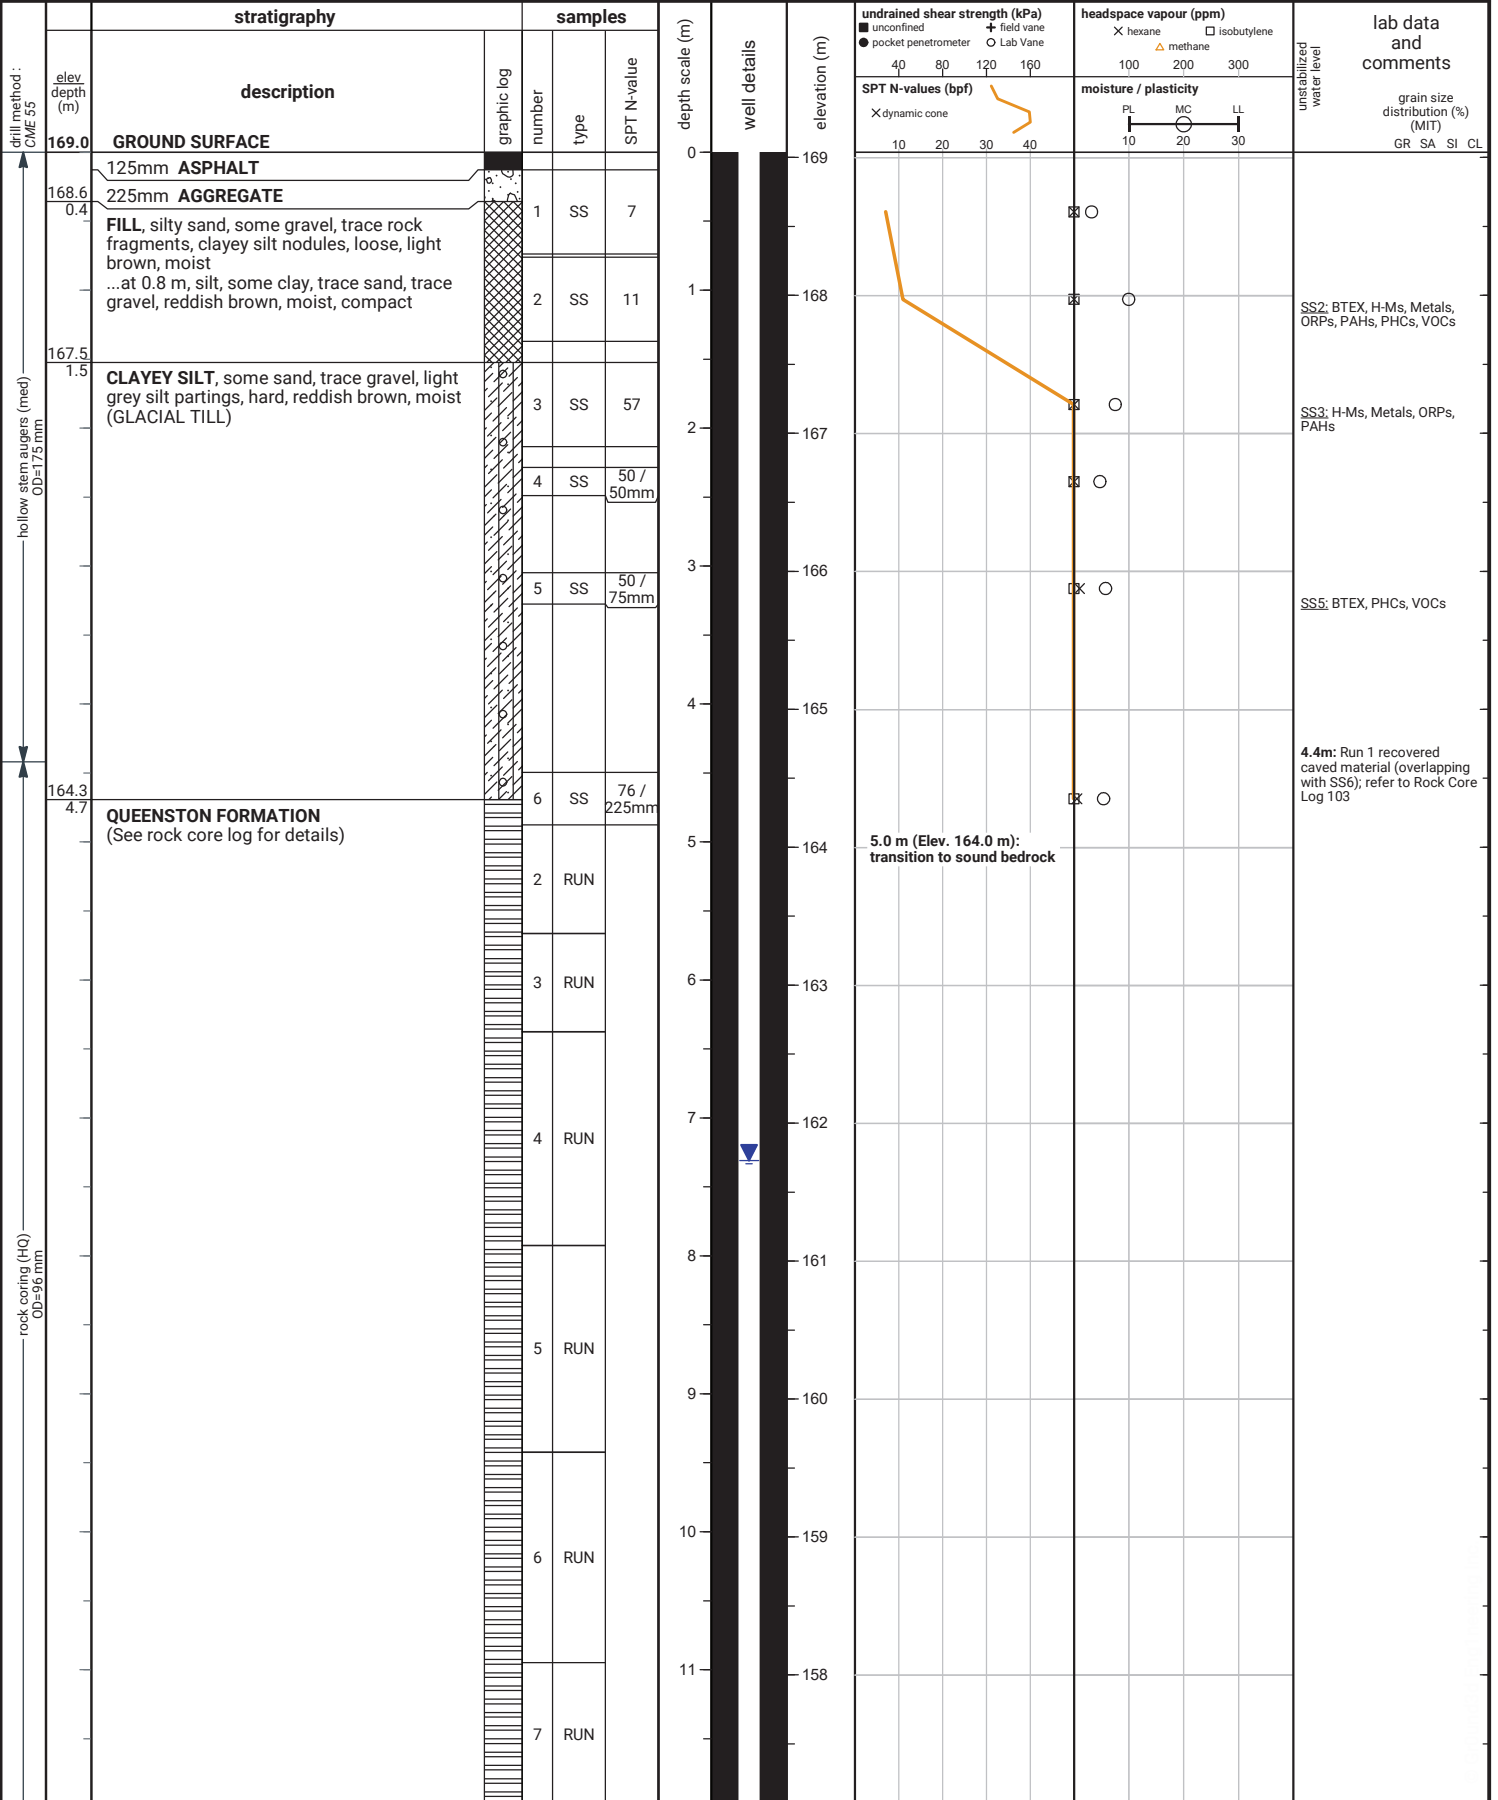 stratigraphy
samples
drill method :
CME 55
elev
depth
(m)
description
graphic log
number
type
SPT N-value
depth scale (m)
well details
elevation (m)
undrained shear strength (kPa)
unconfined
field vane
pocket penetrometer
Lab Vane
40 80 120 160
SPT N-values (bpf)
dynamic cone
10 20 30 40
headspace vapour (ppm)
hexane
isobutylene
methane
100 200 300
moisture / plasticity
PL MC LL
10 20 30
unstabilized
water level
lab data
and
comments
grain size
distribution (%)
(MIT)
GR SA SI CL
169.0 GROUND SURFACE
125mm ASPHALT
168.6 225mm AGGREGATE
0.4
FILL, silty sand, some gravel, trace rock
fragments, clayey silt nodules, loose, light
brown, moist
...at 0.8 m, silt, some clay, trace sand, trace
gravel, reddish brown, moist, compact
167.5
1.5
CLAYEY SILT, some sand, trace gravel, light
grey silt partings, hard, reddish brown, moist
(GLACIAL TILL)
164.3
4.7
QUEENSTON FORMATION
(See rock core log for details)
hollow stem augers (med)
OD=175 mm
rock coring (HQ)
OD=96 mm
1 SS 7
2 SS 11
3 SS 57
4 SS 50 /
50mm
5 SS 50 /
75mm
6 SS 76 /
225mm
2 RUN
3 RUN
4 RUN
5 RUN
6 RUN
7 RUN
0
1
2
3
4
5
6
7
8
9
10
11
169
168
167
166
165
164
163
162
161
160
159
158
5.0 m (Elev. 164.0 m):
transition to sound bedrock
SS2: BTEX, H-Ms, Metals,
ORPs, PAHs, PHCs, VOCs
SS3: H-Ms, Metals, ORPs,
PAHs
SS5: BTEX, PHCs, VOCs
4.4m: Run 1 recovered
caved material (overlapping
with SS6); refer to Rock Core
Log 103